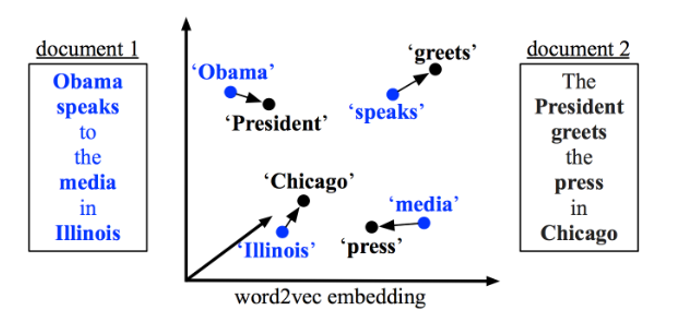 document 1
Obama
speaks
to
the
media
in
Illinois
‘Obama’
‘President’
‘greets’
‘speaks’
‘Chicago’
‘Illinois’
‘media’
‘press’
word2vec embedding
document 2
The
President
greets
the
press
in
Chicago